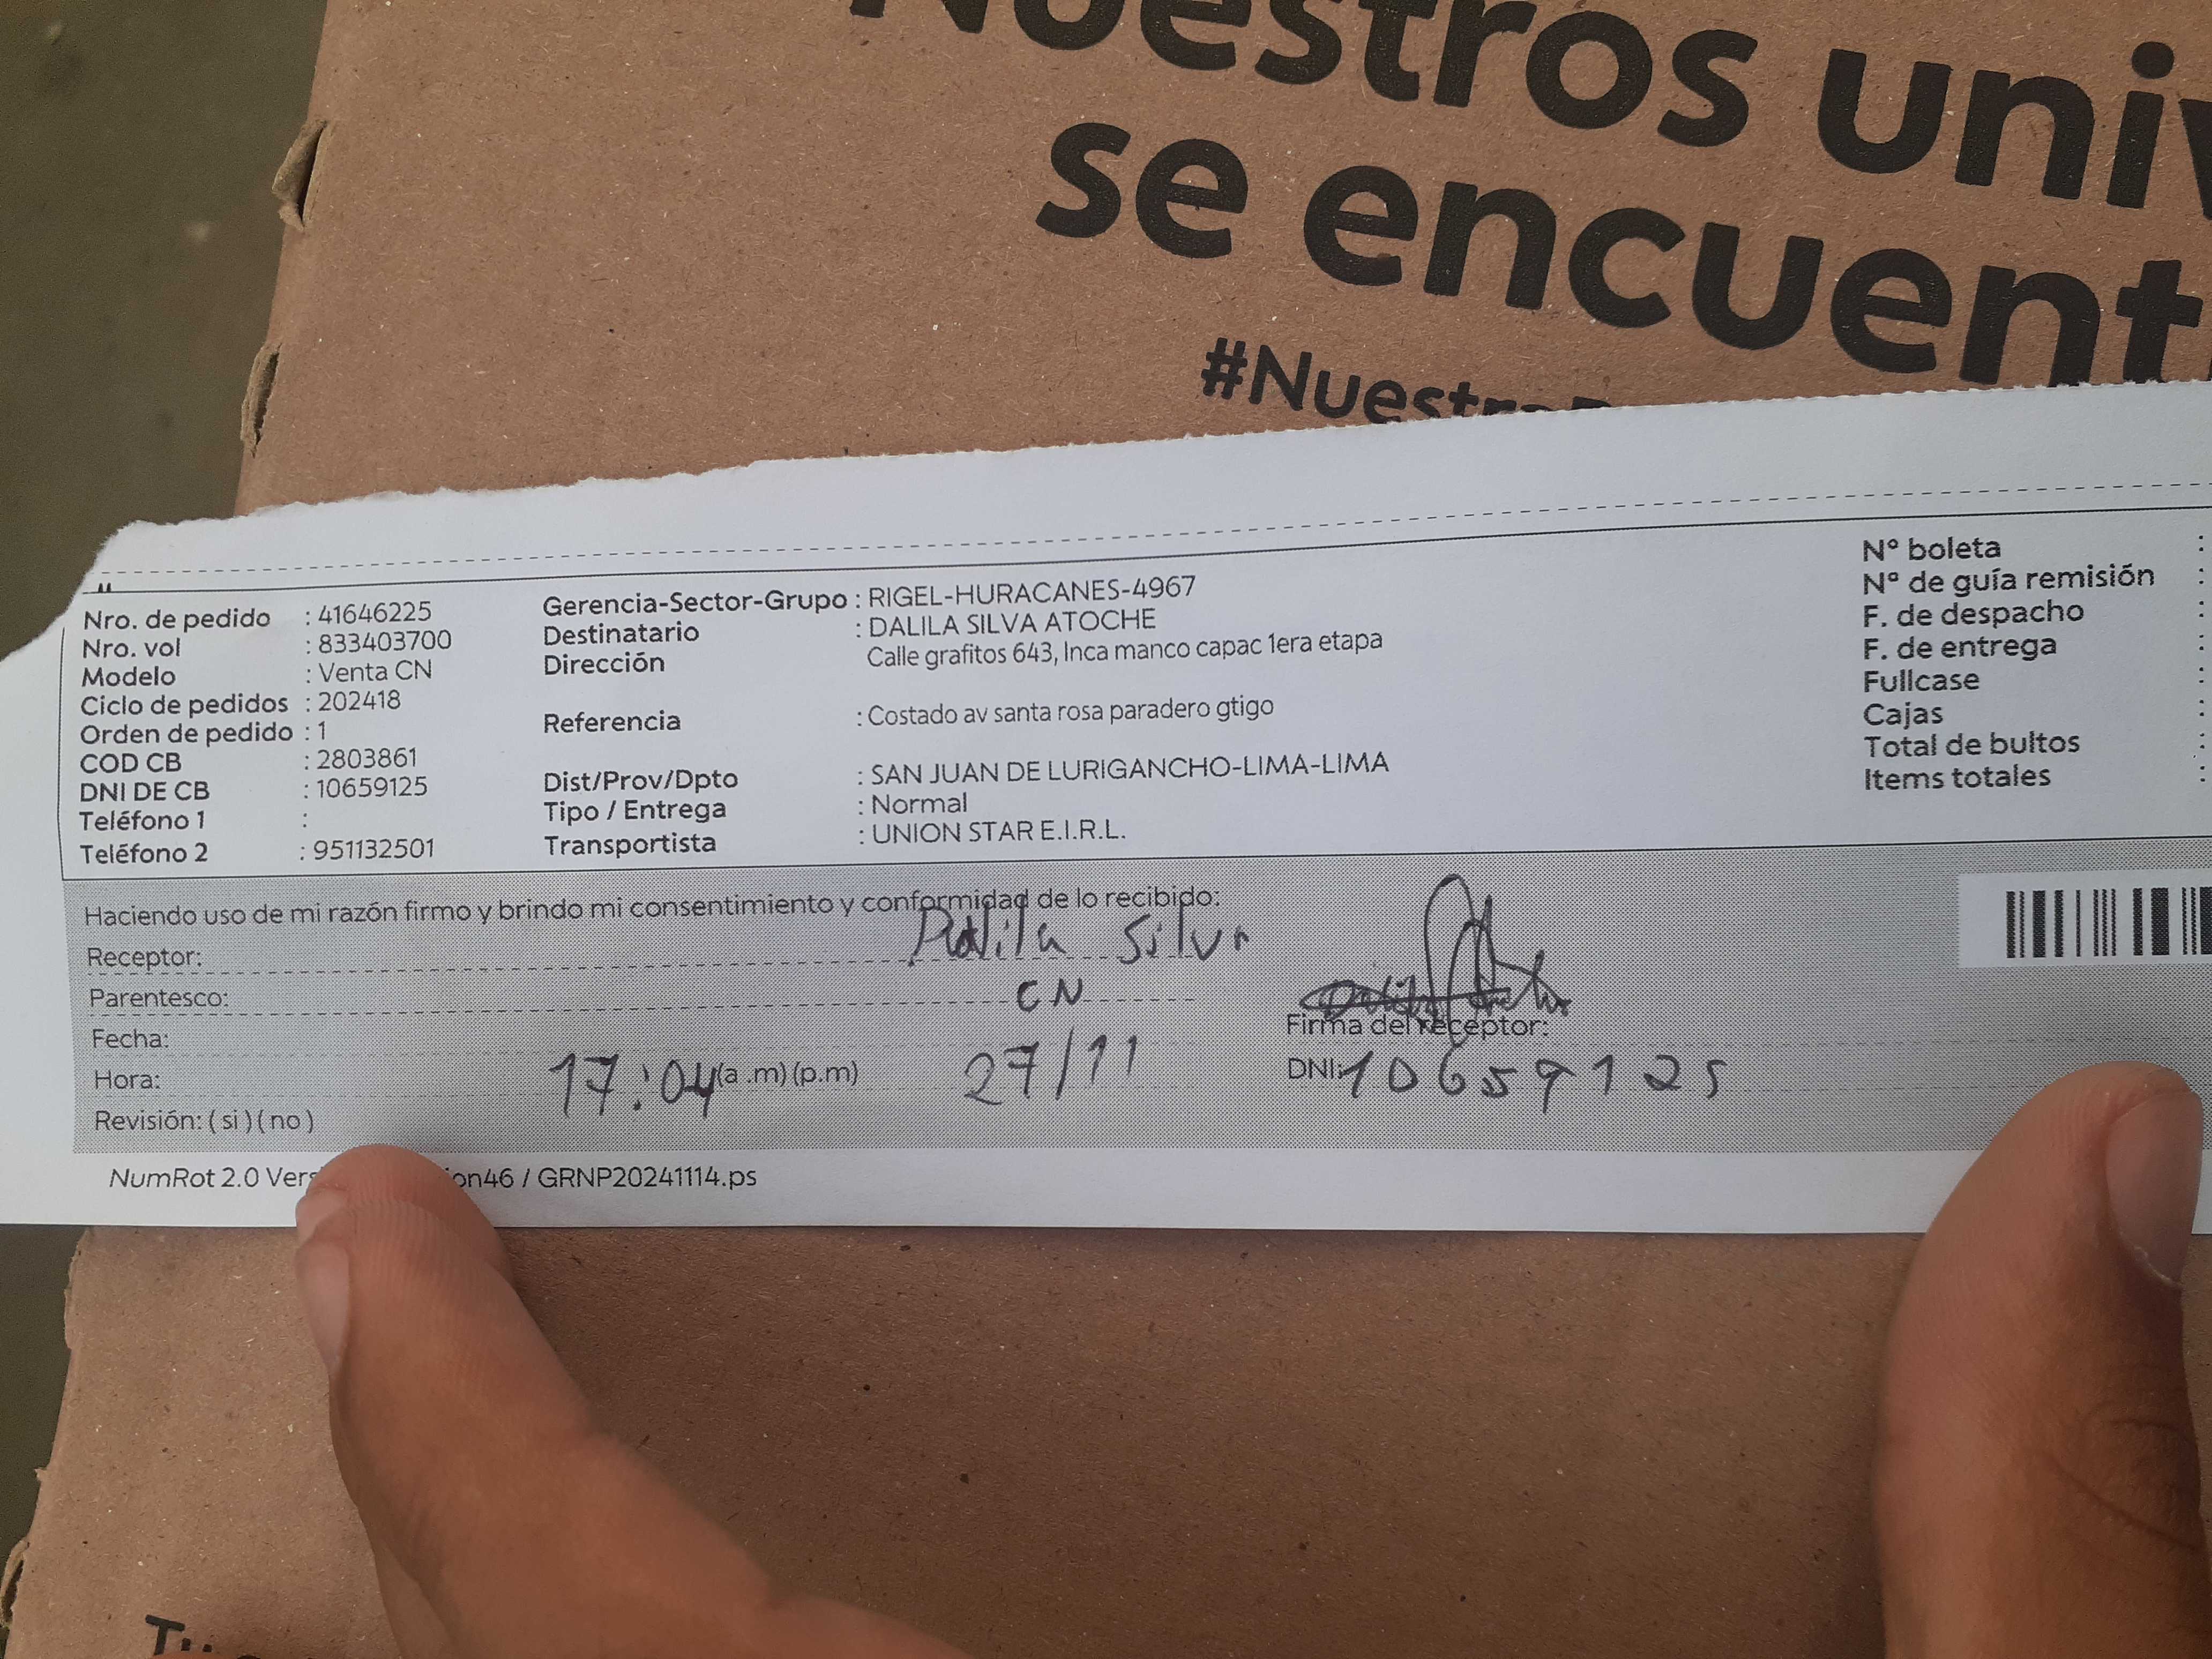 Nuestros univ
se encuent
#Nuestra
Nro. de pedido : 41646225
Nro. vol : 833403700
Modelo : Venta CN
Ciclo de pedidos : 202418
Orden de pedido : 1
COD CB : 2803861
DNI DE CB : 10659125
Teléfono 1 :
Teléfono 2 : 951132501
Gerencia-Sector-Grupo : RIGEL-HURACANES-4967
Destinatario : DALILA SILVA ATOCHE
Dirección Calle grafitos 643, Inca manco capac 1era etapa
Referencia : Costado av santa rosa paradero gtigo
Dist/Prov/Dpto : SAN JUAN DE LURIGANCHO-LIMA-LIMA
Tipo / Entrega : Normal
Transportista : UNION STAR E.I.R.L.
N° boleta :
N° de guía remisión :
F. de despacho :
F. de entrega :
Fullcase :
Cajas :
Total de bultos :
Items totales :
Haciendo uso de mi razón firmo y brindo mi consentimiento y conformidad de lo recibido:
Receptor: Dalila Silva
Parentesco: CN
Fecha: 27/11
Hora: 17:04 (a .m) (p.m)
Revisión: ( si ) ( no )
Firma del receptor:
DNI: 10659125
NumRot 2.0 Vers on46 / GRNP20241114.ps